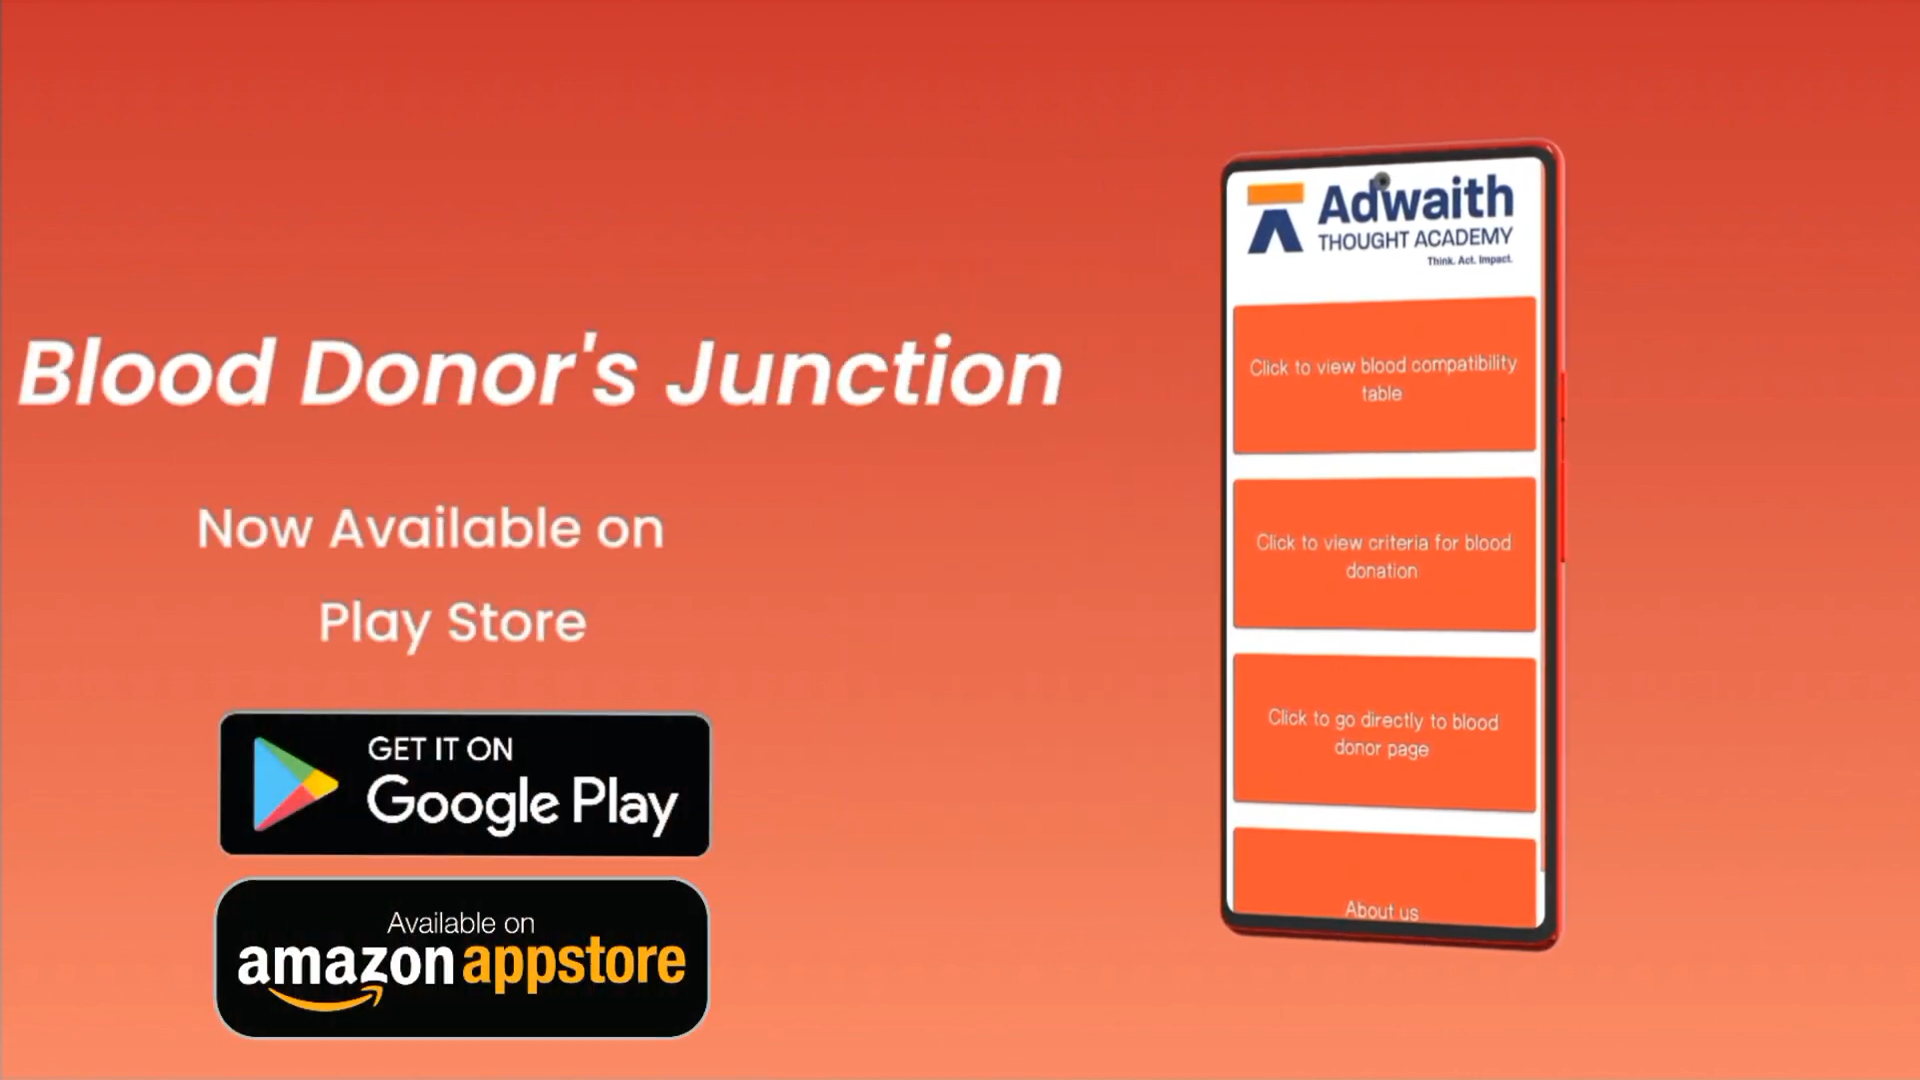 Blood Donor's Junction
Now Available on
Play Store
GET IT ON
Google Play
Available on
amazon appstore
Adwaith
THOUGHT ACADEMY
Think. Act. Impact.
Click to view blood compatibility
table
Click to view criteria for blood
donation
Click to go directly to blood
donor page
About us